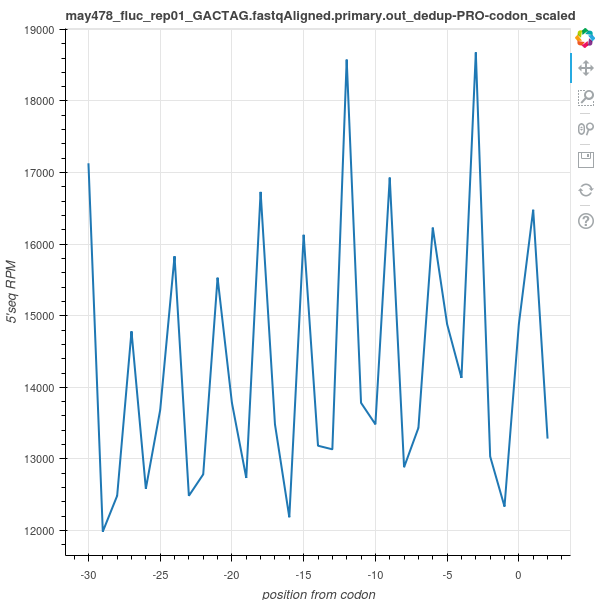 may478_fluc_rep01_GACTAG.fastqAligned.primary.out_dedup-PRO-codon_scaled
19000
18000
17000
16000
15000
14000
13000
12000
5'seq RPM
-30 -25 -20 -15 -10 -5 0
position from codon